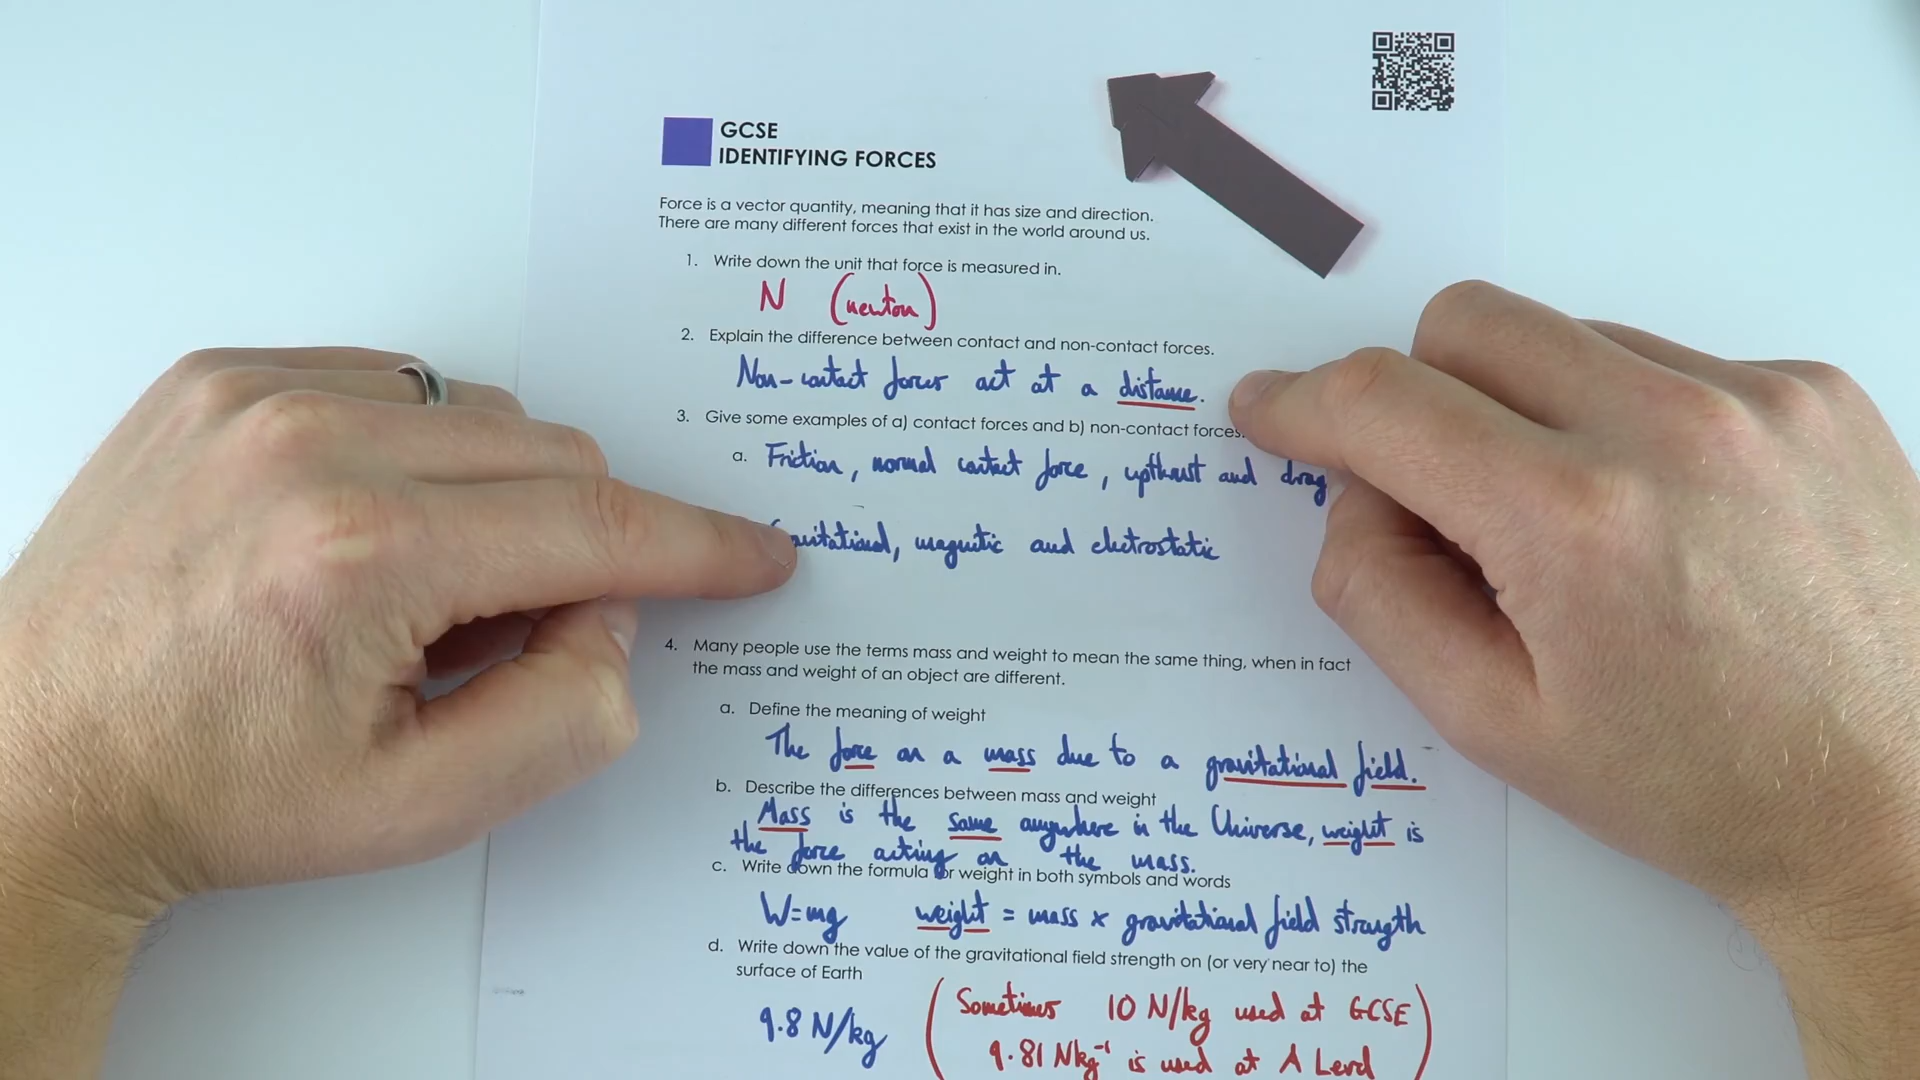 GCSE
IDENTIFYING FORCES
Force is a vector quantity, meaning that it has size and direction.
There are many different forces that exist in the world around us.
1. Write down the unit that force is measured in.
N (newton)
2. Explain the difference between contact and non-contact forces.
Non-contact forces act at a distance.
3. Give some examples of a) contact forces and b) non-contact forces.
a. Friction, normal contact force, upthrust and drag
magnetic and electrostatic
4. Many people use the terms mass and weight to mean the same thing, when in fact
the mass and weight of an object are different.
a. Define the meaning of weight
The force on a mass due to a gravitational field.
b. Describe the differences between mass and weight
Mass is the same anywhere in the Universe, weight is
the force acting on the mass.
c. Write down the formula for weight in both symbols and words
W=mg weight = mass x gravitational field strength
d. Write down the value of the gravitational field strength on (or very near to) the
surface of Earth
9.8 N/kg (Sometimes 10 N/kg used at GCSE
9.81 Nkg⁻¹ is used at A Level)